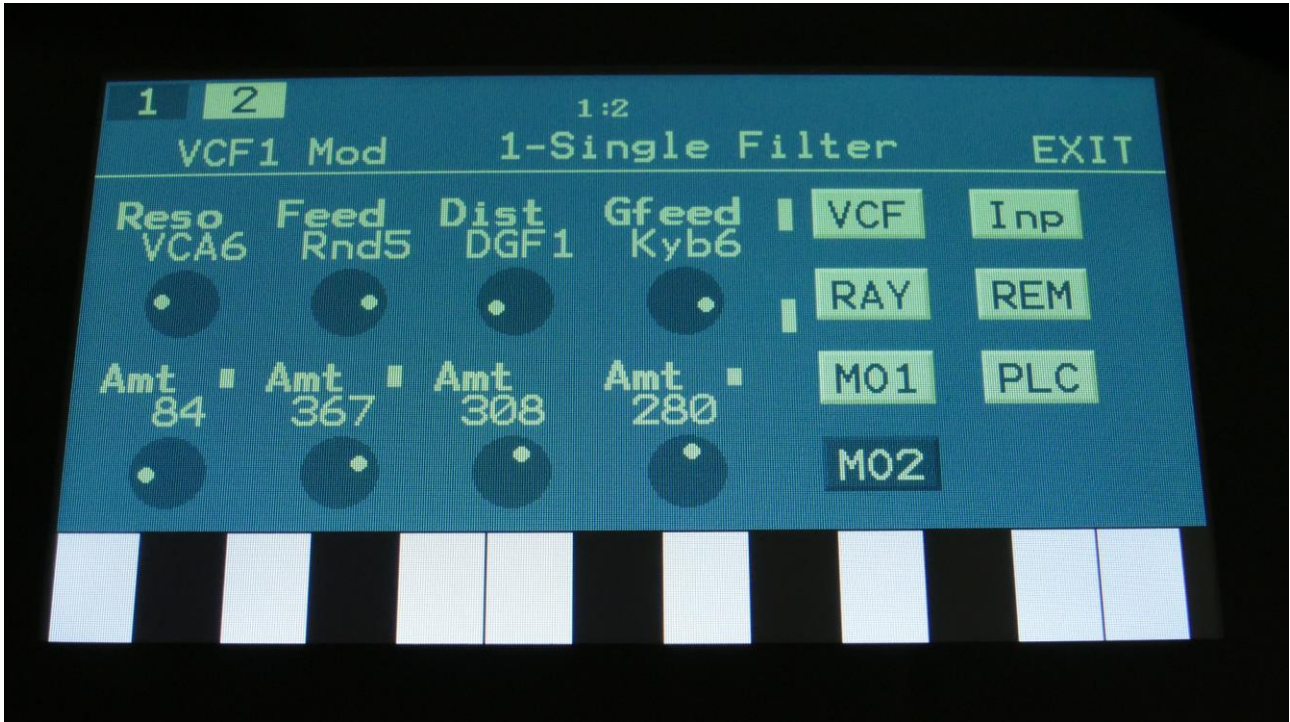 1 2 1:2
VCF1 Mod 1-Single Filter EXIT
Reso Feed Dist Gfeed VCF Inp
VCA6 Rnd5 DGF1 Kyb6
RAY REM
Amt Amt Amt Amt MO1 PLC
84 367 308 280
MO2